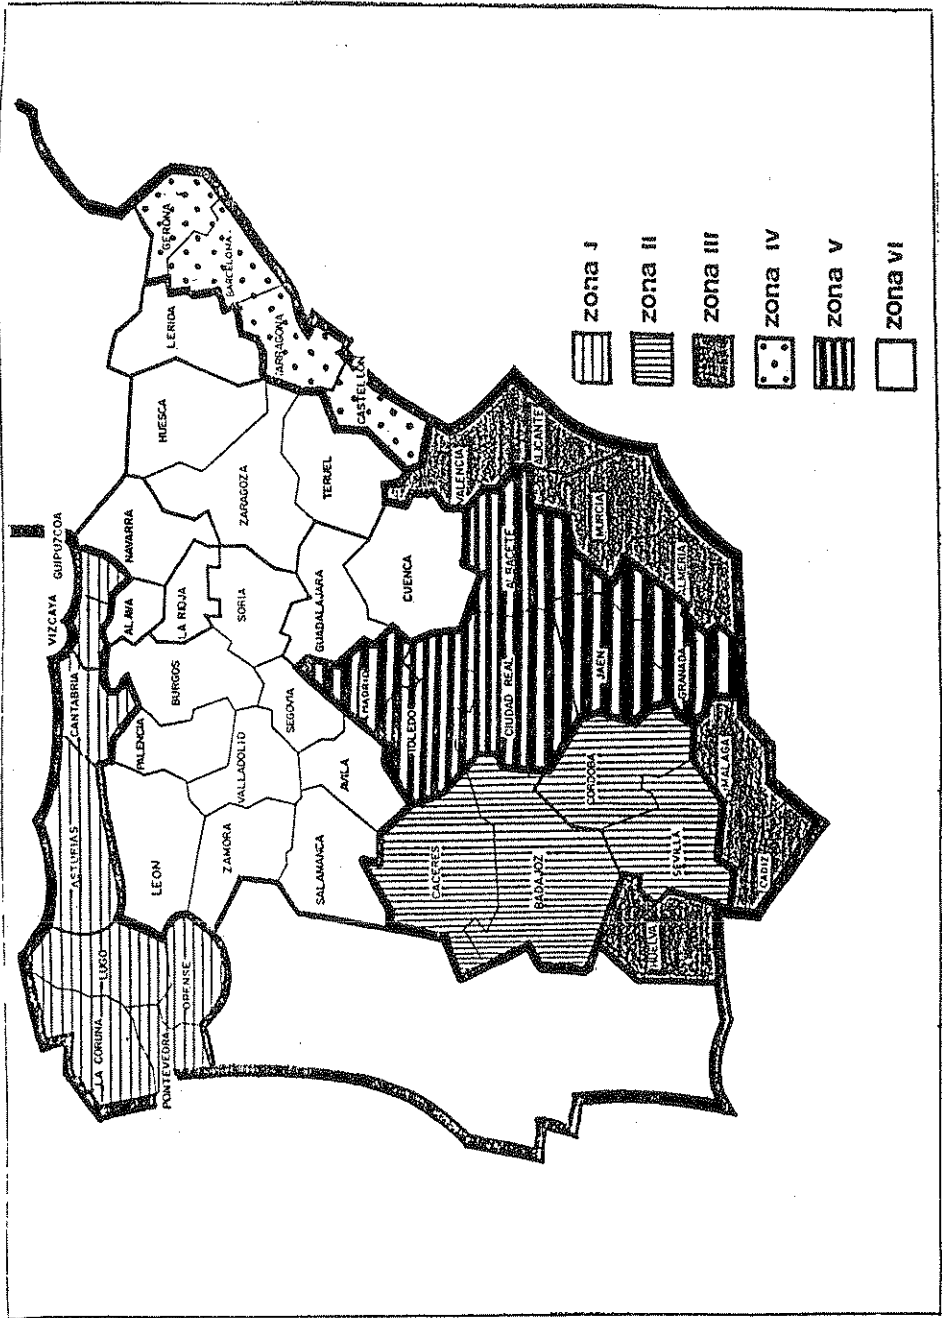 LA CORUÑA
LUGO
PONTEVEDRA
ORENSE
ASTURIAS
CANTABRIA
VIZCAYA
GUIPUZCOA
ALAVA
NAVARRA
LEON
PALENCIA
BURGOS
LA RIOJA
HUESCA
LERIDA
GERONA
BARCELONA
TARRAGONA
ZAMORA
VALLADOLID
SORIA
ZARAGOZA
SALAMANCA
AVILA
SEGOVIA
GUADALAJARA
TERUEL
CASTELLON
MADRID
CUENCA
CACERES
TOLEDO
VALENCIA
BADAJOZ
CIUDAD REAL
ALBACETE
ALICANTE
CORDOBA
JAEN
MURCIA
HUELVA
SEVILLA
GRANADA
ALMERIA
MALAGA
CADIZ
zona I
zona II
zona III
zona IV
zona V
zona VI